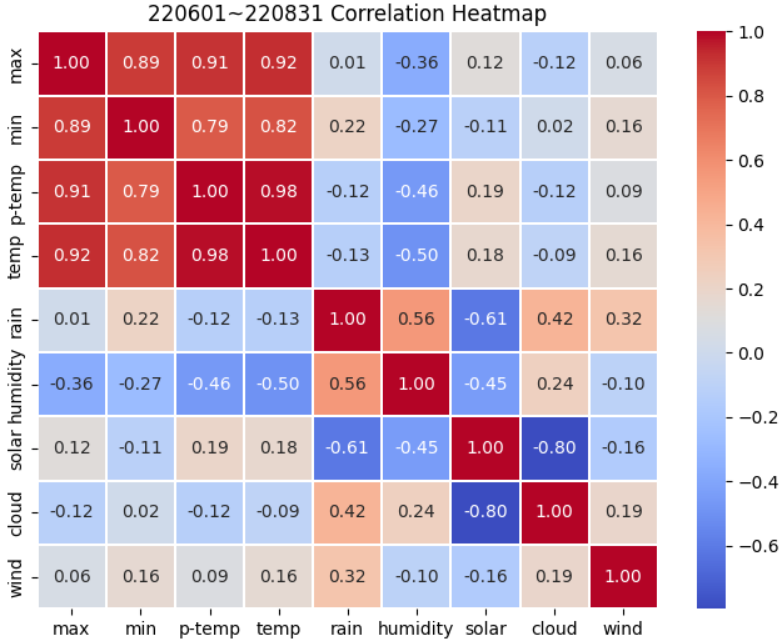 220601~220831 Correlation Heatmap
max 1.00 0.89 0.91 0.92 0.01 -0.36 0.12 -0.12 0.06
min 0.89 1.00 0.79 0.82 0.22 -0.27 -0.11 0.02 0.16
p-temp 0.91 0.79 1.00 0.98 -0.12 -0.46 0.19 -0.12 0.09
temp 0.92 0.82 0.98 1.00 -0.13 -0.50 0.18 -0.09 0.16
rain 0.01 0.22 -0.12 -0.13 1.00 0.56 -0.61 0.42 0.32
humidity -0.36 -0.27 -0.46 -0.50 0.56 1.00 -0.45 0.24 -0.10
solar 0.12 -0.11 0.19 0.18 -0.61 -0.45 1.00 -0.80 -0.16
cloud -0.12 0.02 -0.12 -0.09 0.42 0.24 -0.80 1.00 0.19
wind 0.06 0.16 0.09 0.16 0.32 -0.10 -0.16 0.19 1.00
max min p-temp temp rain humidity solar cloud wind
1.0
0.8
0.6
0.4
0.2
0.0
−0.2
−0.4
−0.6